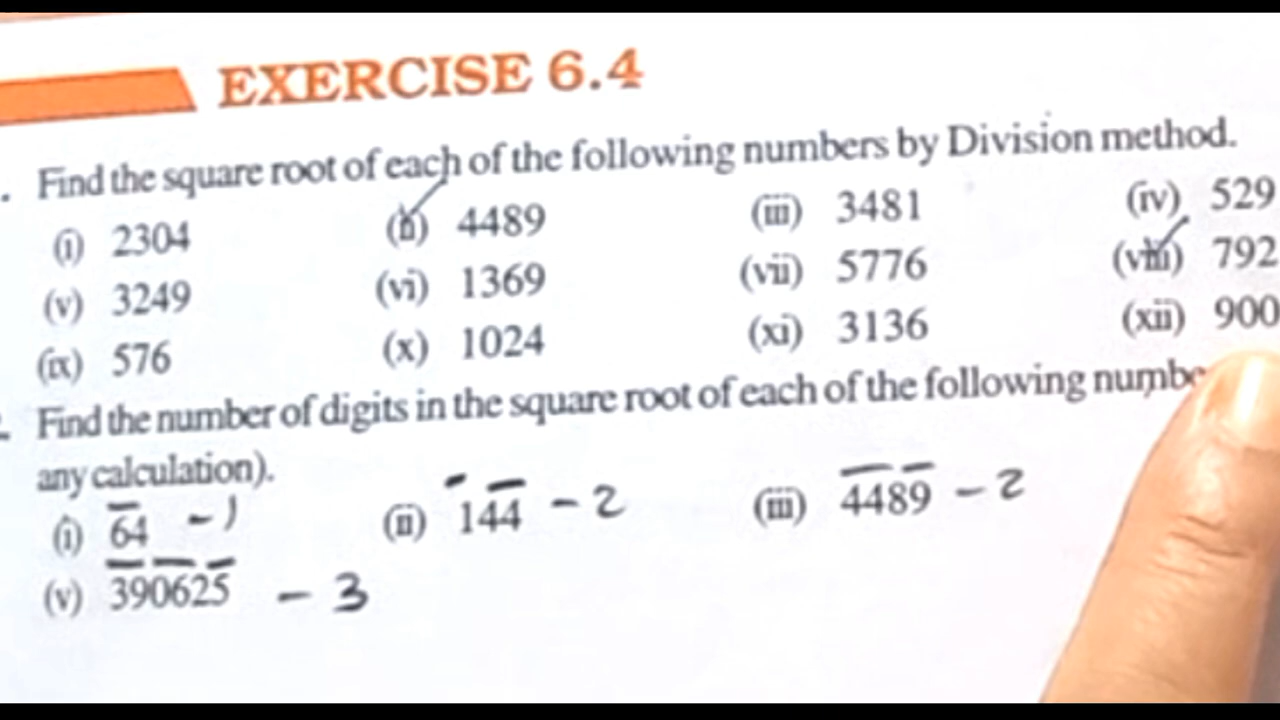 EXERCISE 6.4
. Find the square root of each of the following numbers by Division method.
(i) 2304 (ii) 4489 (iii) 3481 (iv) 529
(v) 3249 (vi) 1369 (vii) 5776 (viii) 792
(ix) 576 (x) 1024 (xi) 3136 (xii) 900
Find the number of digits in the square root of each of the following numbe
any calculation).
(i) 64 - 1 (ii) 144 - 2 (iii) 4489 - 2
(v) 390625 - 3